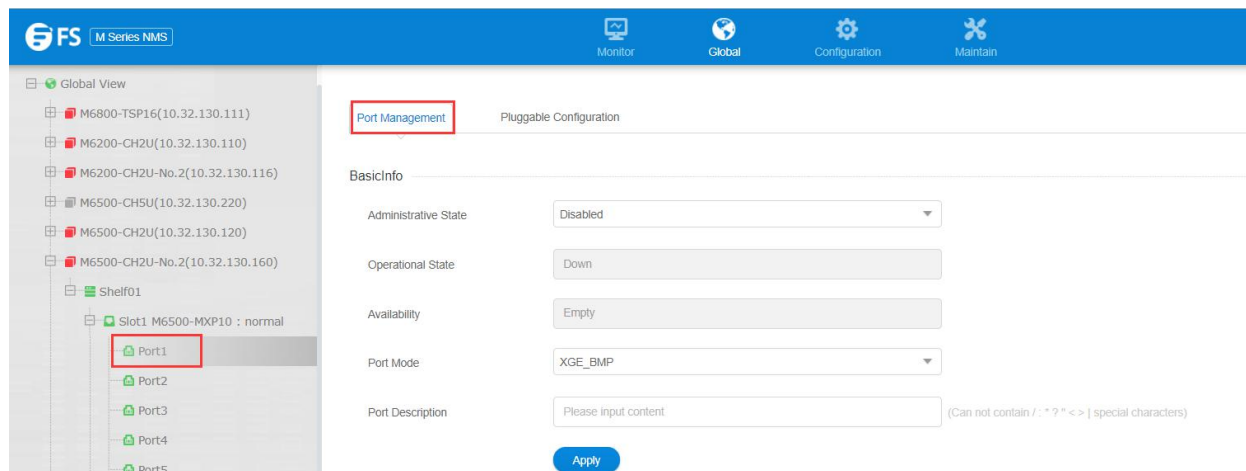 FS M Series NMS
Monitor
Global
Configuration
Maintain
Global View
M6800-TSP16(10.32.130.111)
M6200-CH2U(10.32.130.110)
M6200-CH2U-No.2(10.32.130.116)
M6500-CH5U(10.32.130.220)
M6500-CH2U(10.32.130.120)
M6500-CH2U-No.2(10.32.130.160)
Shelf01
Slot1 M6500-MXP10 : normal
Port1
Port2
Port3
Port4
Port5
Port Management Pluggable Configuration
BasicInfo
Administrative State Disabled
Operational State Down
Availability Empty
Port Mode XGE_BMP
Port Description Please input content (Can not contain / : * ? " < > | special characters)
Apply